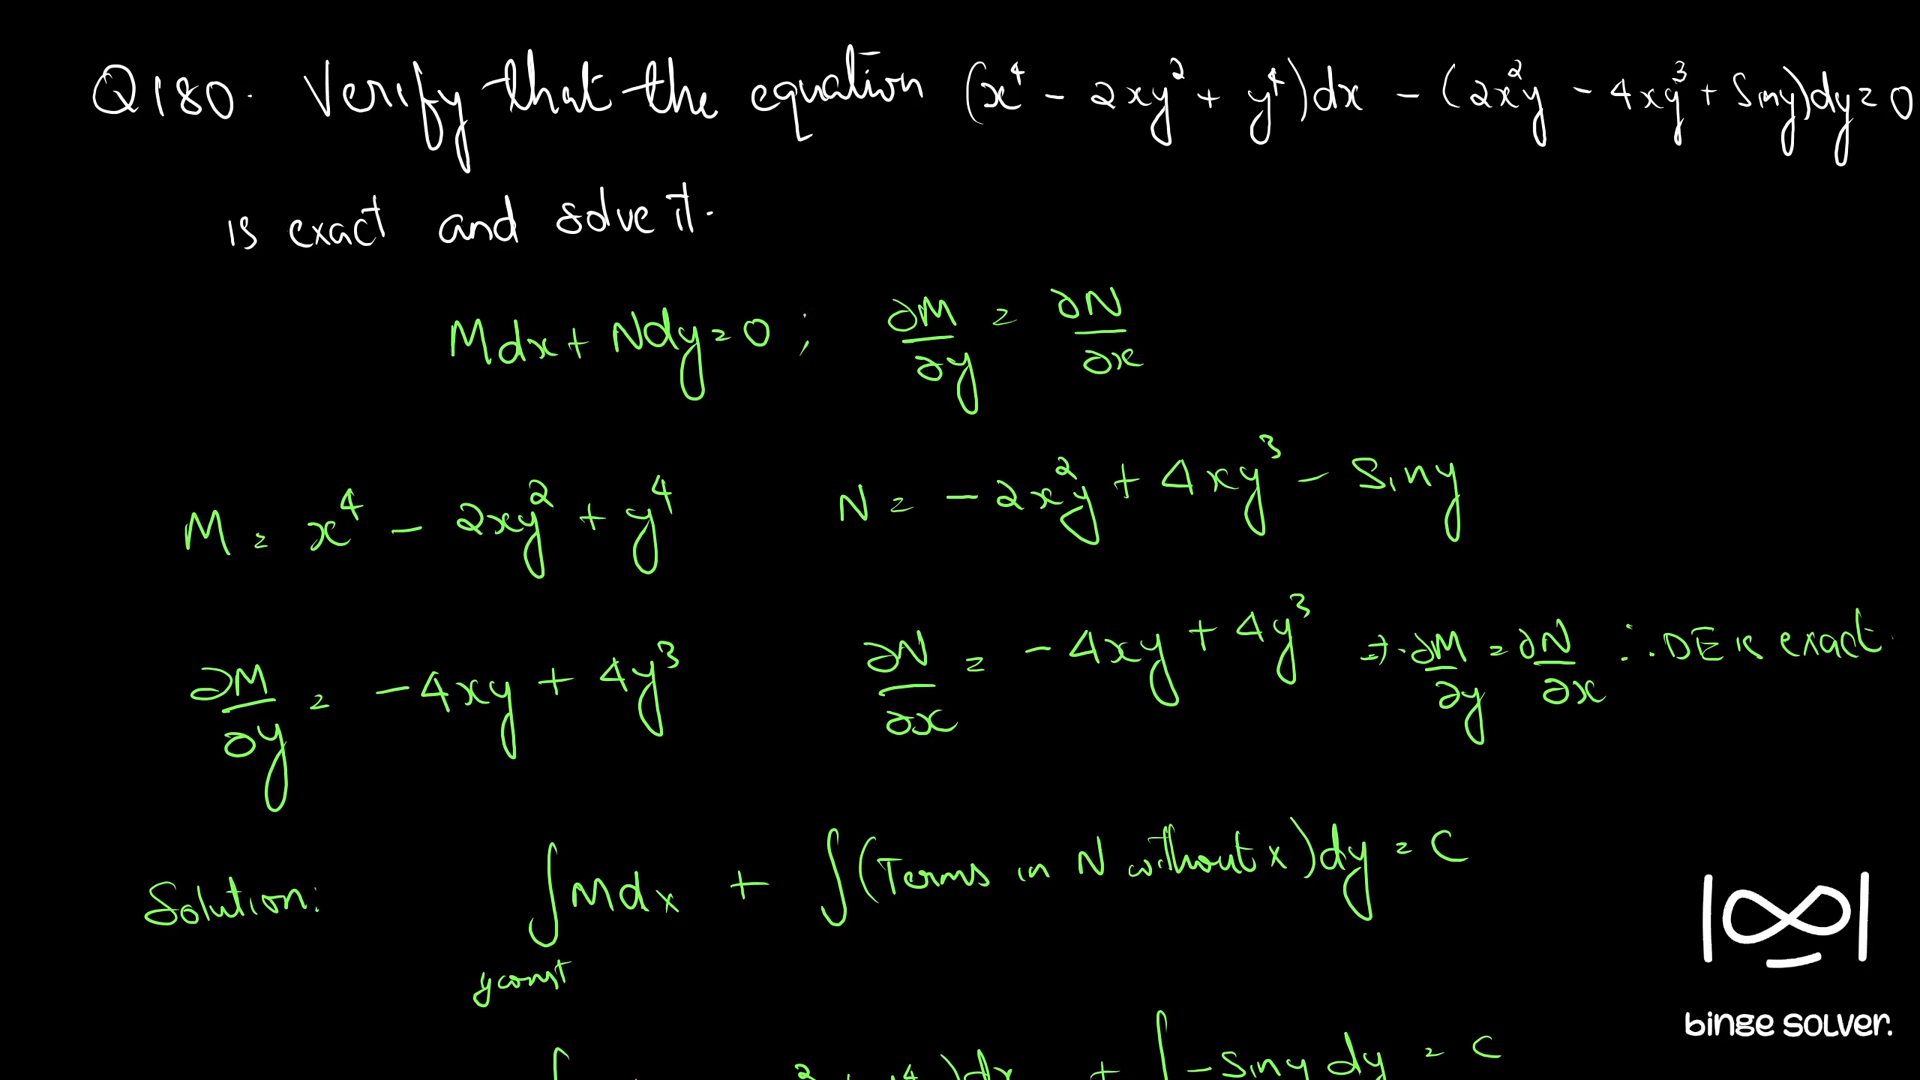 Q180. Verify that the equation (x⁴ - 2xy² + y⁴)dx - (2x²y - 4xy³ + Siny)dy = 0
is exact and solve it.
Mdx + Ndy = 0 ; ∂M/∂y = ∂N/∂x
M = x⁴ - 2xy² + y⁴ N = - 2x²y + 4xy³ - Siny
∂M/∂y = - 4xy + 4y³ ∂N/∂x = - 4xy + 4y³ ⇒ ∂M/∂y = ∂N/∂x ∴ DE is exact.
Solution: ∫Mdx + ∫(Terms in N without x)dy = C
y const
+ ∫ - Siny dy = C
binge solver.